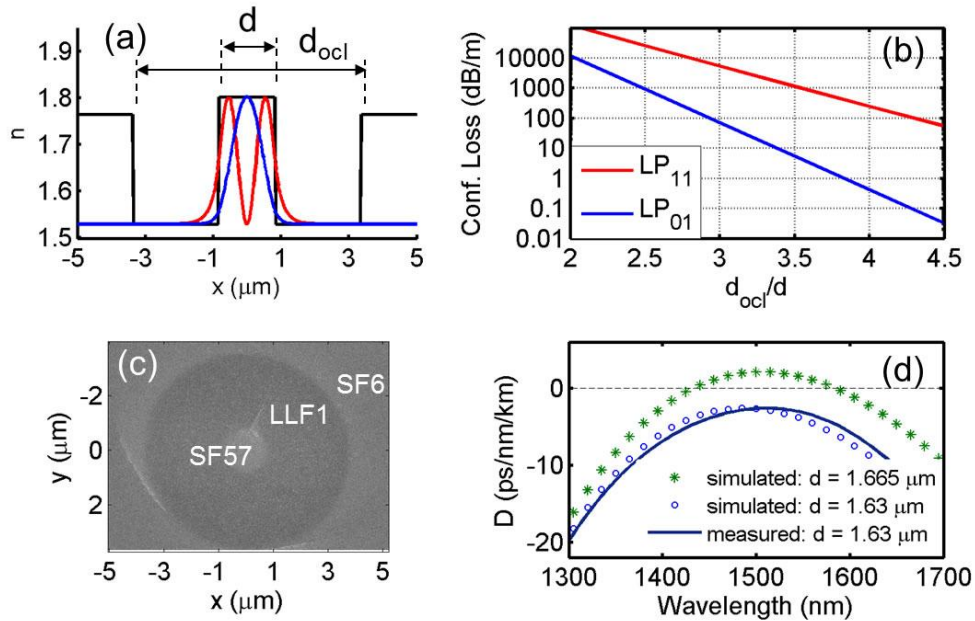 (a)
d
d_ocl
1.9
1.8
1.7
1.6
1.5
n
-5 -3 -1 1 3 5
x (μm)
(b)
10000
1000
100
10
1
0.1
0.01
Conf. Loss (dB/m)
LP11
LP01
2 2.5 3 3.5 4 4.5
d_ocl/d
(c)
SF6
LLF1
SF57
-2
0
2
y (μm)
-5 -3 -1 1 3 5
x (μm)
(d)
0
-10
-20
D (ps/nm/km)
simulated: d = 1.665 μm
simulated: d = 1.63 μm
measured: d = 1.63 μm
1300 1400 1500 1600 1700
Wavelength (nm)